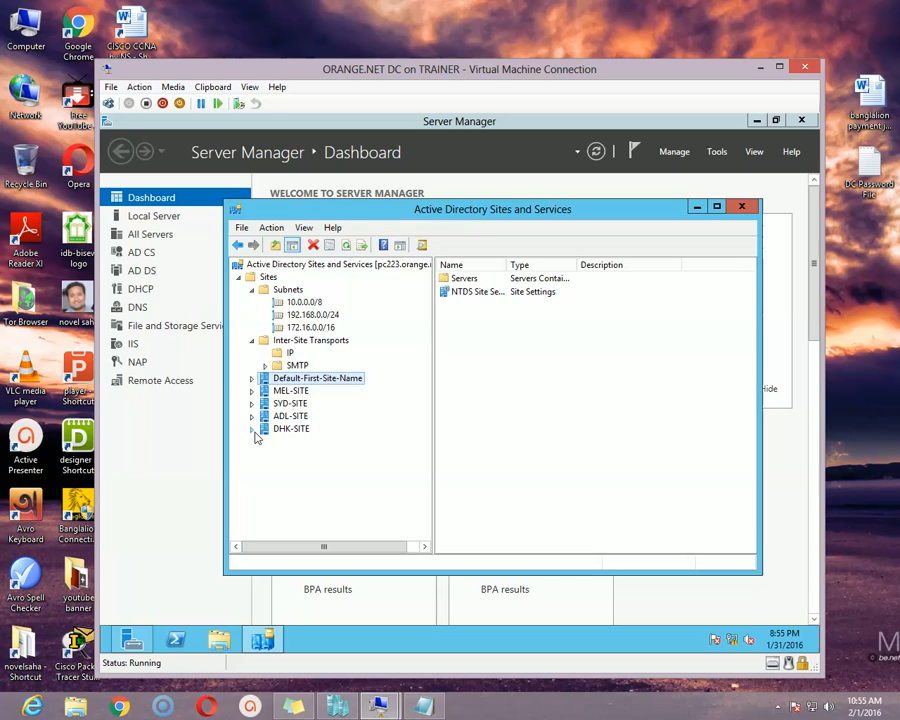 Computer
Google
Chrome
CISCO CCNA
by NS - Sh...
Network
Free
YouTube...
Recycle Bin
Opera
Adobe
Reader XI
idb-bisew
logo
Tor Browser
novel sah...
VLC media
player
player -
Shortcut
Active
Presenter
designer
Shortcut
Avro
Keyboard
Banglalion
Connecti...
Avro Spell
Checker
youtube
banner
novelsaha -
Shortcut
Cisco Pack
Tracer Stu...
banglalion
payment j...
DC Password
File
ORANGE.NET DC on TRAINER - Virtual Machine Connection
File Action Media Clipboard View Help
Server Manager
Server Manager • Dashboard
Manage Tools View Help
Dashboard
Local Server
All Servers
AD CS
AD DS
DHCP
DNS
File and Storage Servi
IIS
NAP
Remote Access
WELCOME TO SERVER MANAGER
Active Directory Sites and Services
File Action View Help
Active Directory Sites and Services [pc223.orange.
Sites
Subnets
10.0.0.0/8
192.168.0.0/24
172.16.0.0/16
Inter-Site Transports
IP
SMTP
Default-First-Site-Name
MEL-SITE
SYD-SITE
ADL-SITE
DHK-SITE
Name Type Description
Servers Servers Contai...
NTDS Site Se... Site Settings
Hide
BPA results BPA results
8:55 PM
1/31/2016
Status: Running
be.net
10:55 AM
2/1/2016